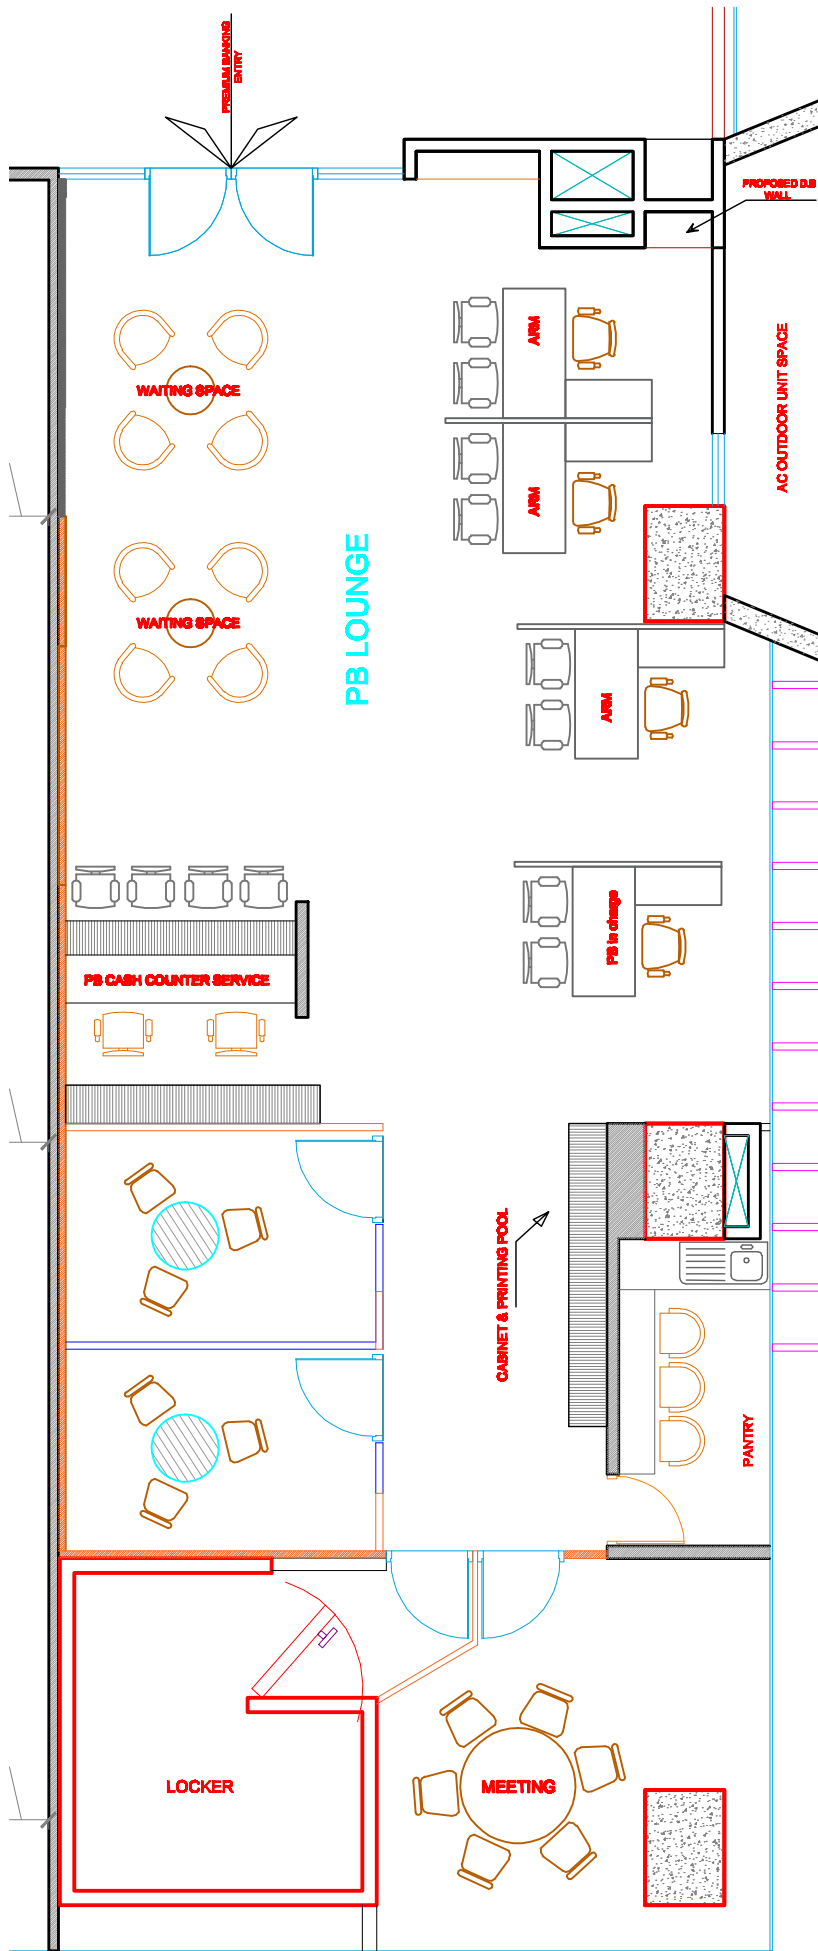 PREMIUM BANKING
ENTRY
PROPOSED D.B
WALL
ARM
AC OUTDOOR UNIT SPACE
WAITING SPACE
ARM
PB LOUNGE
WAITING SPACE
ARM
PB in charge
PB CASH COUNTER SERVICE
CABINET & PRINTING POOL
PANTRY
LOCKER
MEETING